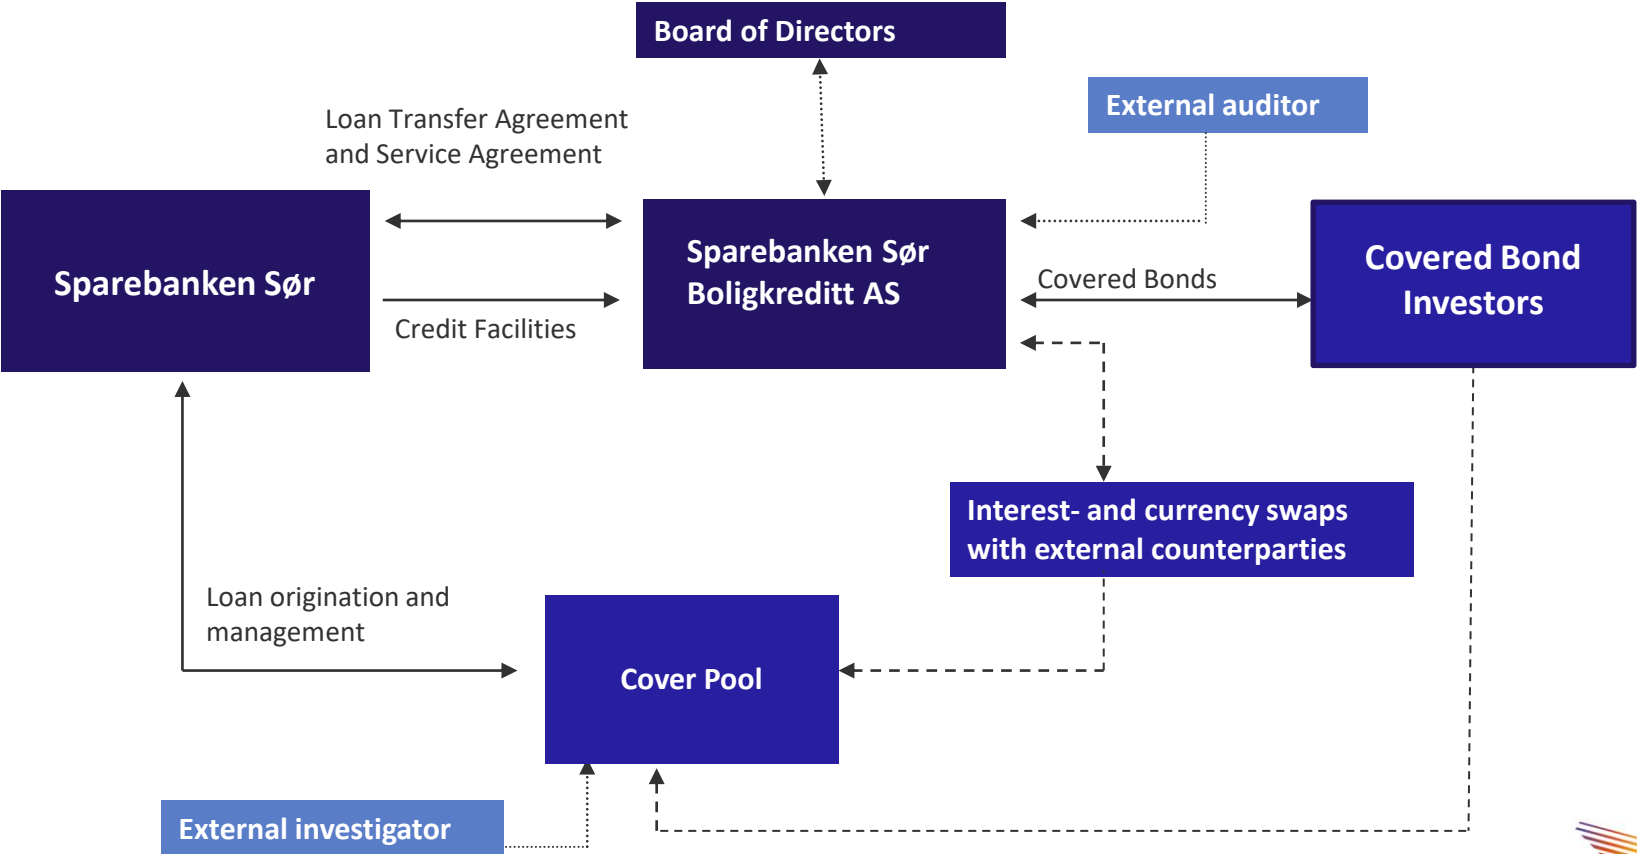 Board of Directors
External auditor
Loan Transfer Agreement
and Service Agreement
Sparebanken Sør
Sparebanken Sør
Boligkreditt AS
Covered Bonds
Covered Bond
Investors
Credit Facilities
Interest- and currency swaps
with external counterparties
Loan origination and
management
Cover Pool
External investigator